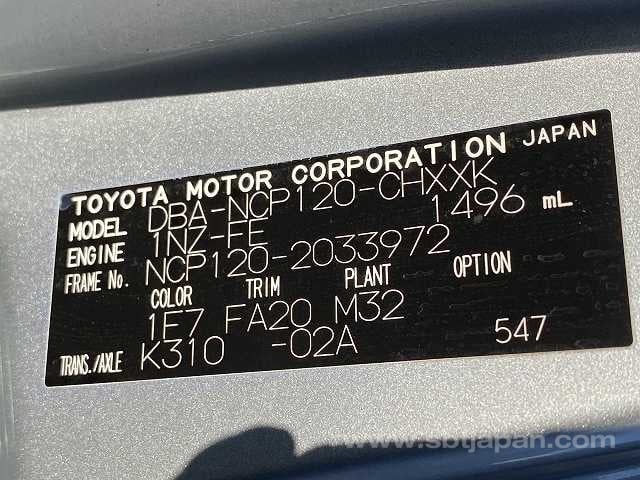 TOYOTA MOTOR CORPORATION JAPAN
MODEL DBA-NCP120-CHXXK
ENGINE 1NZ-FE 1496 mL
FRAME No. NCP120-2033972
COLOR TRIM PLANT OPTION
1E7 FA20 M32
TRANS./AXLE K310 -02A 547
www.sbtjapan.com